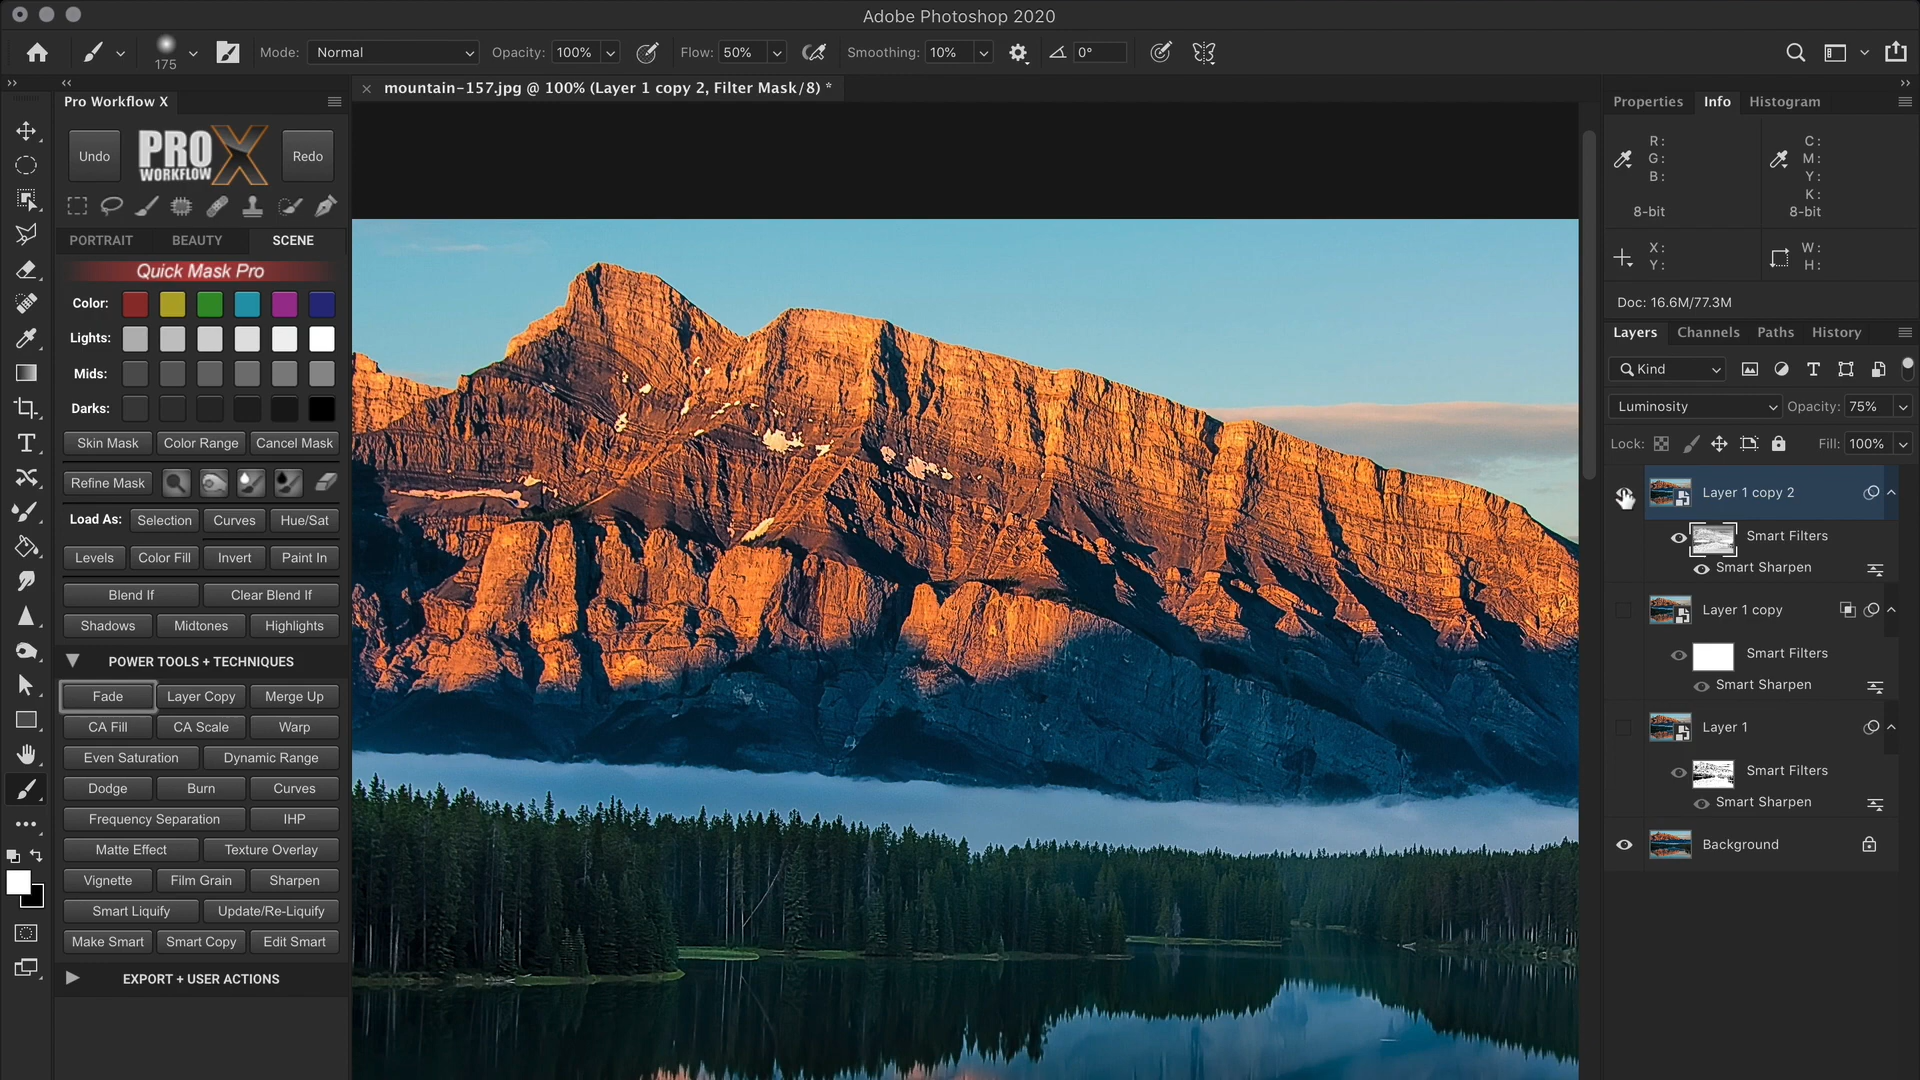 Adobe Photoshop 2020
175
Mode: Normal Opacity: 100% Flow: 50% Smoothing: 10% 0°
Pro Workflow X
mountain-157.jpg @ 100% (Layer 1 copy 2, Filter Mask/8) *
Undo PRO WORKFLOW X Redo
PORTRAIT BEAUTY SCENE
Quick Mask Pro
Color:
Lights:
Mids:
Darks:
Skin Mask Color Range Cancel Mask
Refine Mask
Load As: Selection Curves Hue/Sat
Levels Color Fill Invert Paint In
Blend If Clear Blend If
Shadows Midtones Highlights
POWER TOOLS + TECHNIQUES
Fade Layer Copy Merge Up
CA Fill CA Scale Warp
Even Saturation Dynamic Range
Dodge Burn Curves
Frequency Separation IHP
Matte Effect Texture Overlay
Vignette Film Grain Sharpen
Smart Liquify Update/Re-Liquify
Make Smart Smart Copy Edit Smart
EXPORT + USER ACTIONS
Properties Info Histogram
R: C:
G: M:
B: Y:
K:
8-bit 8-bit
X: W:
Y: H:
Doc: 16.6M/77.3M
Layers Channels Paths History
Kind
Luminosity Opacity: 75%
Lock: Fill: 100%
Layer 1 copy 2
Smart Filters
Smart Sharpen
Layer 1 copy
Smart Filters
Smart Sharpen
Layer 1
Smart Filters
Smart Sharpen
Background